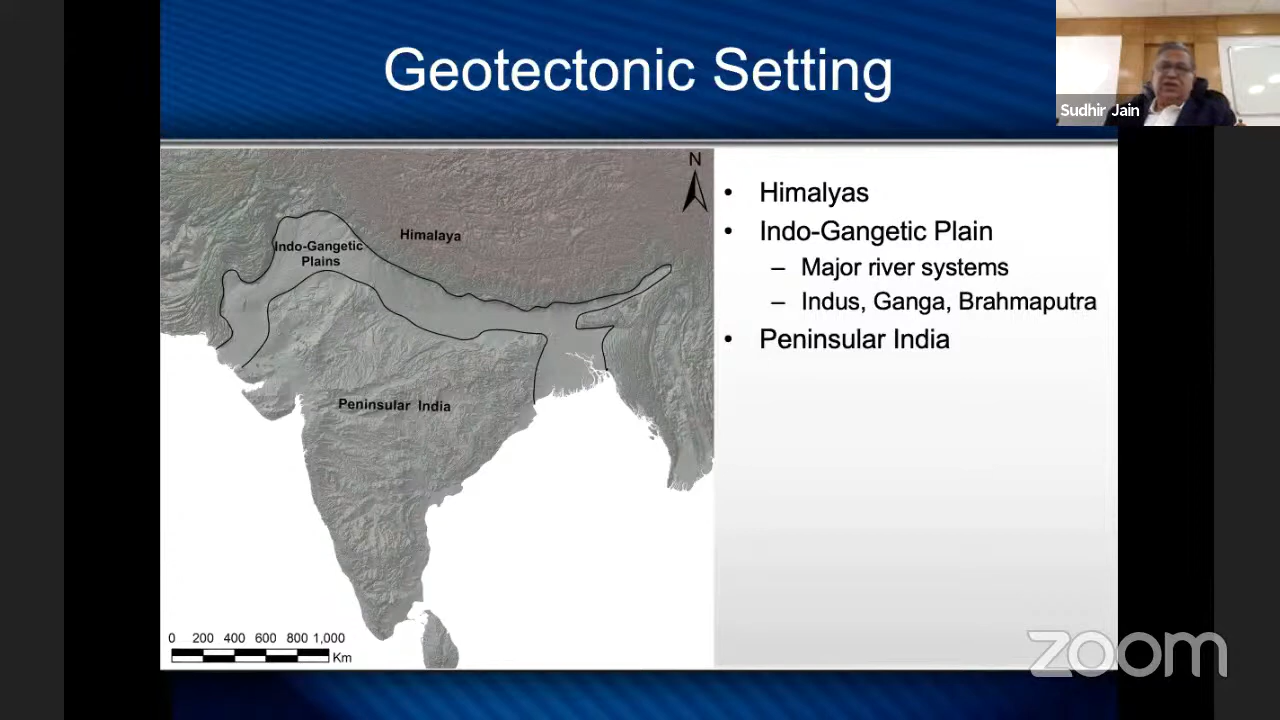 Geotectonic Setting
Sudhir Jain
N
Himalaya
Indo-Gangetic
Plains
Peninsular India
0 200 400 600 800 1,000
Km
• Himalyas
• Indo-Gangetic Plain
– Major river systems
– Indus, Ganga, Brahmaputra
• Peninsular India
zoom